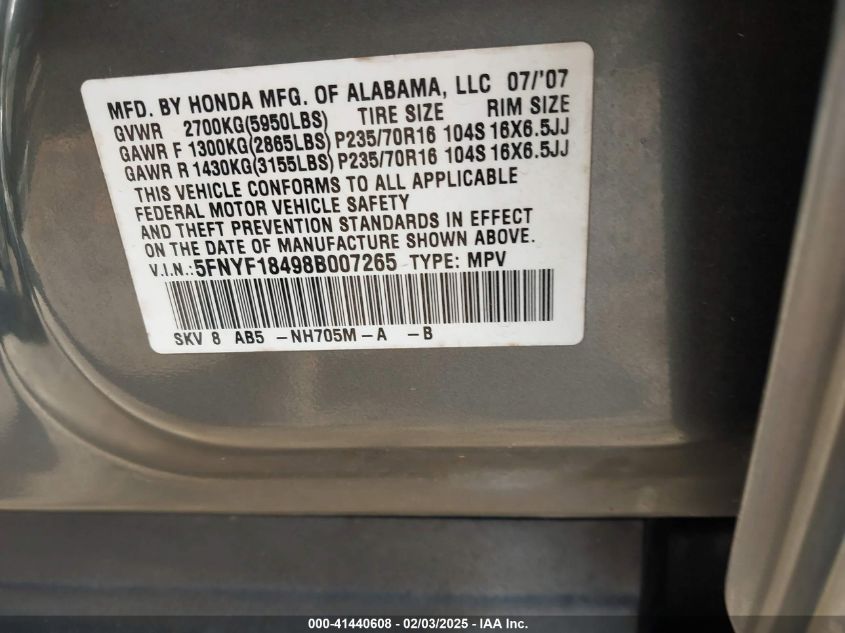 MFD. BY HONDA MFG. OF ALABAMA, LLC 07/'07
GVWR 2700KG(5950LBS) TIRE SIZE RIM SIZE
GAWR F 1300KG(2865LBS) P235/70R16 104S 16X6.5JJ
GAWR R 1430KG(3155LBS) P235/70R16 104S 16X6.5JJ
THIS VEHICLE CONFORMS TO ALL APPLICABLE
FEDERAL MOTOR VEHICLE SAFETY
AND THEFT PREVENTION STANDARDS IN EFFECT
ON THE DATE OF MANUFACTURE SHOWN ABOVE.
V.I.N.: 5FNYF18498B007265 TYPE: MPV
SKV 8 AB5 -NH705M-A -B
000-41440608 - 02/03/2025 - IAA Inc.